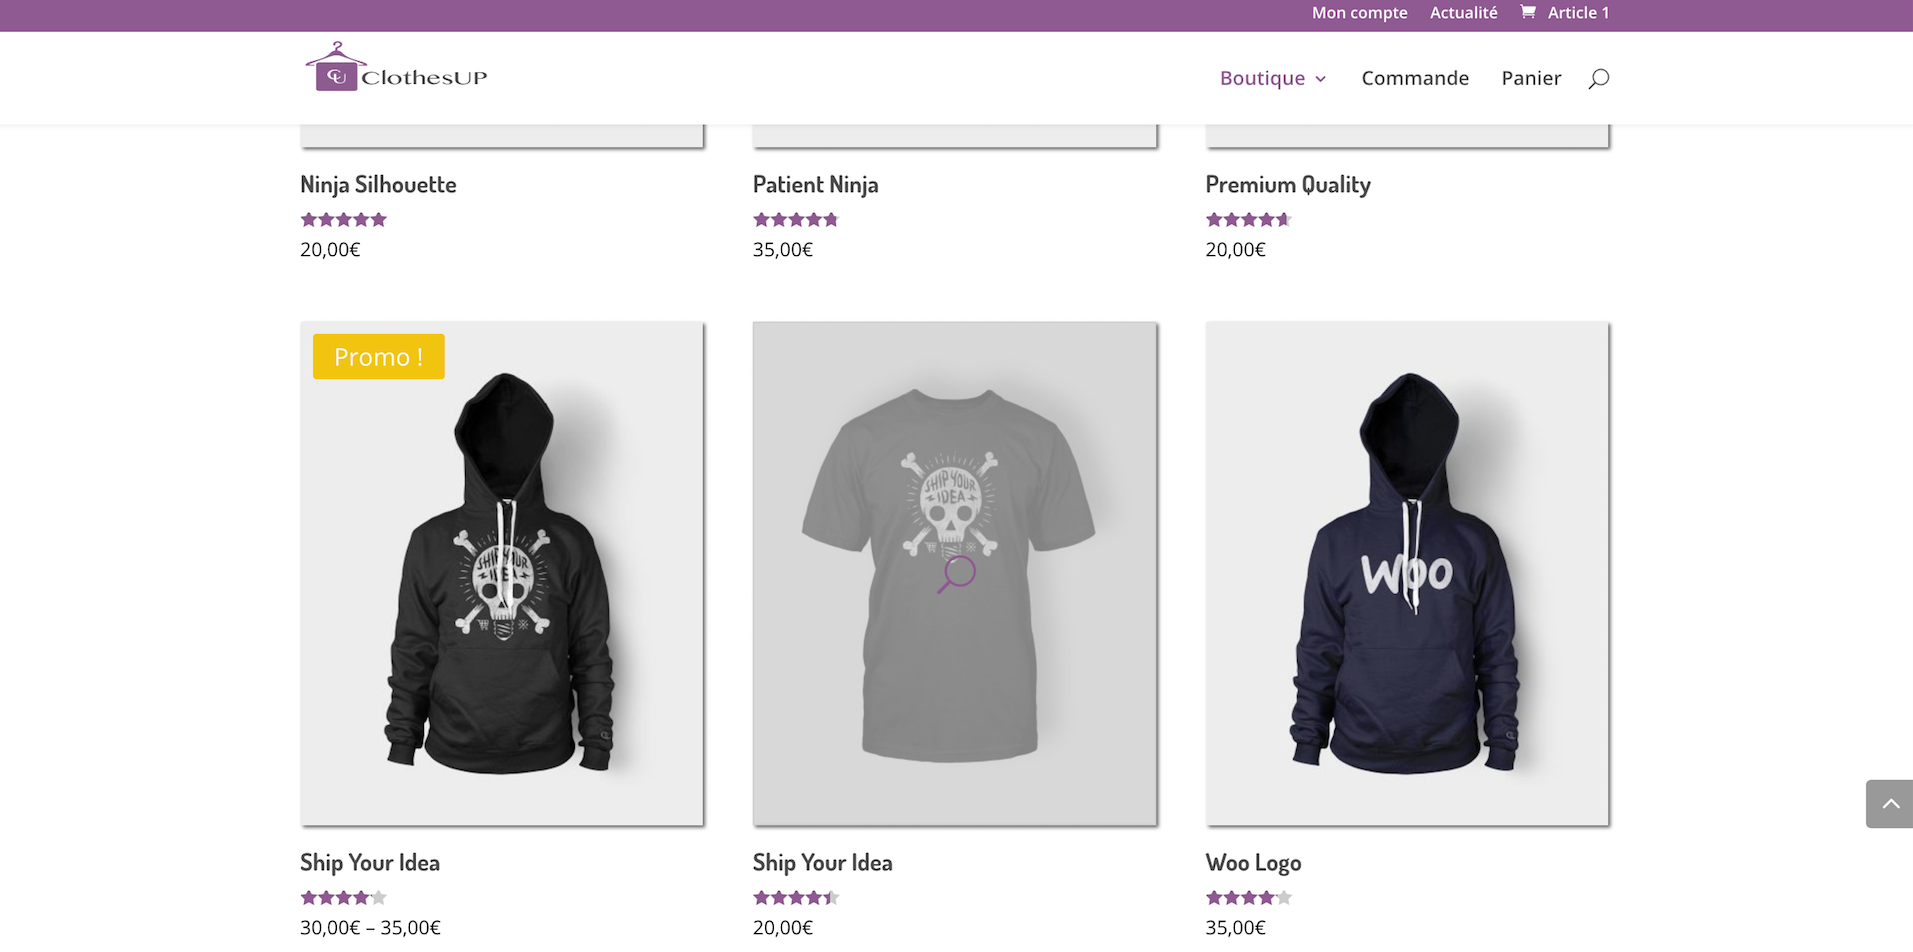 Mon compte Actualité Article 1
CU ClothesUP Boutique Commande Panier
Ninja Silhouette Patient Ninja Premium Quality
20,00€ 35,00€ 20,00€
Promo !
SHIP YOUR
IDEA
SHIP YOUR
IDEA
Woo
Ship Your Idea Ship Your Idea Woo Logo
30,00€ – 35,00€ 20,00€ 35,00€